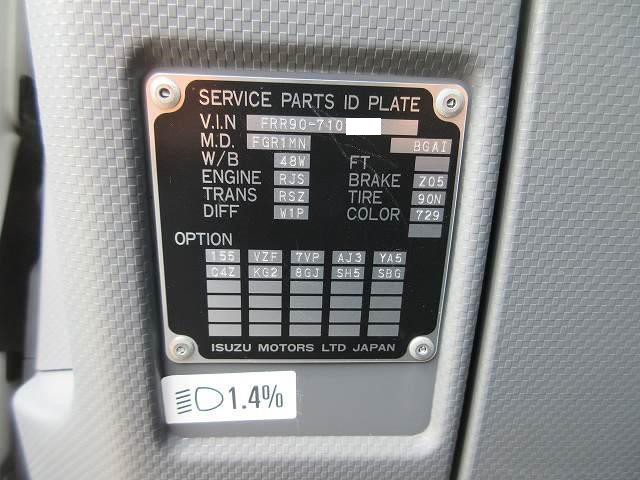 SERVICE PARTS ID PLATE
V.I.N FRR90-710
M.D. FGR1MN BGAI
W/B 48W FT
ENGINE RJS BRAKE Z05
TRANS RSZ TIRE 90N
DIFF W1P COLOR 729
OPTION
155 VZF 7VP AJ3 YA5
C4Z KG2 8GJ SH5 SBG
ISUZU MOTORS LTD JAPAN
1.4%